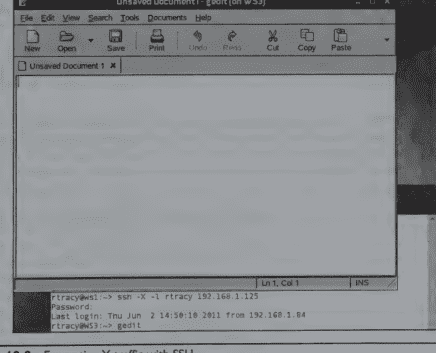 Unsaved Document 1 - gedit (on WS3)
File Edit View Search Tools Documents Help
New Open Save Print Undo Cut Copy Paste
Unsaved Document 1
Ln 1, Col 1 INS
rtracy@ws1:~> ssh -X -l rtracy 192.168.1.125
Password:
Last login: Thu Jun 2 14:50:10 2011 from 192.168.1.84
rtracy@WS3:~> gedit
with SSH